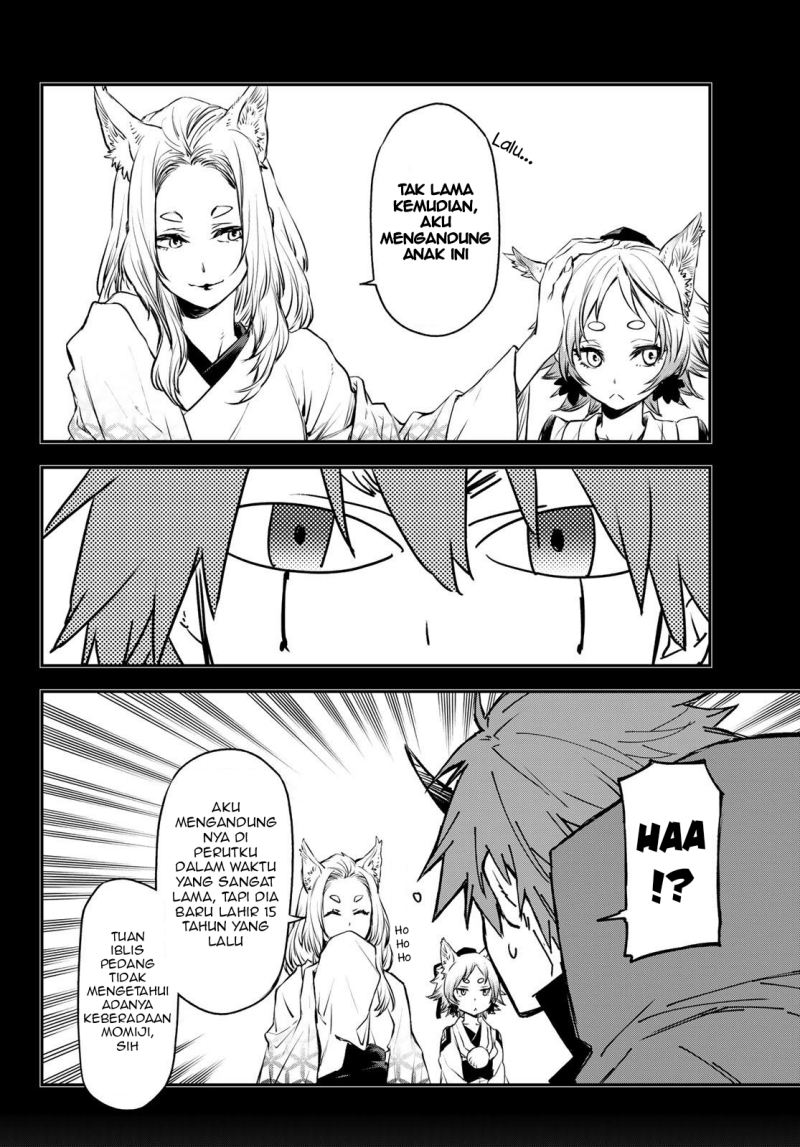 Lalu...
TAK LAMA
KEMUDIAN,
AKU
MENGANDUNG
ANAK INI
HAA
!?
AKU
MENGANDUNG
NYA DI
PERUTKU
DALAM WAKTU
YANG SANGAT
LAMA, TAPI DIA
BARU LAHIR 15
TAHUN YANG
LALU
HO
HO
HO
TUAN
IBLIS
PEDANG
TIDAK
MENGETAHUI
ADANYA
KEBERADAAN
MOMIJI,
SIH